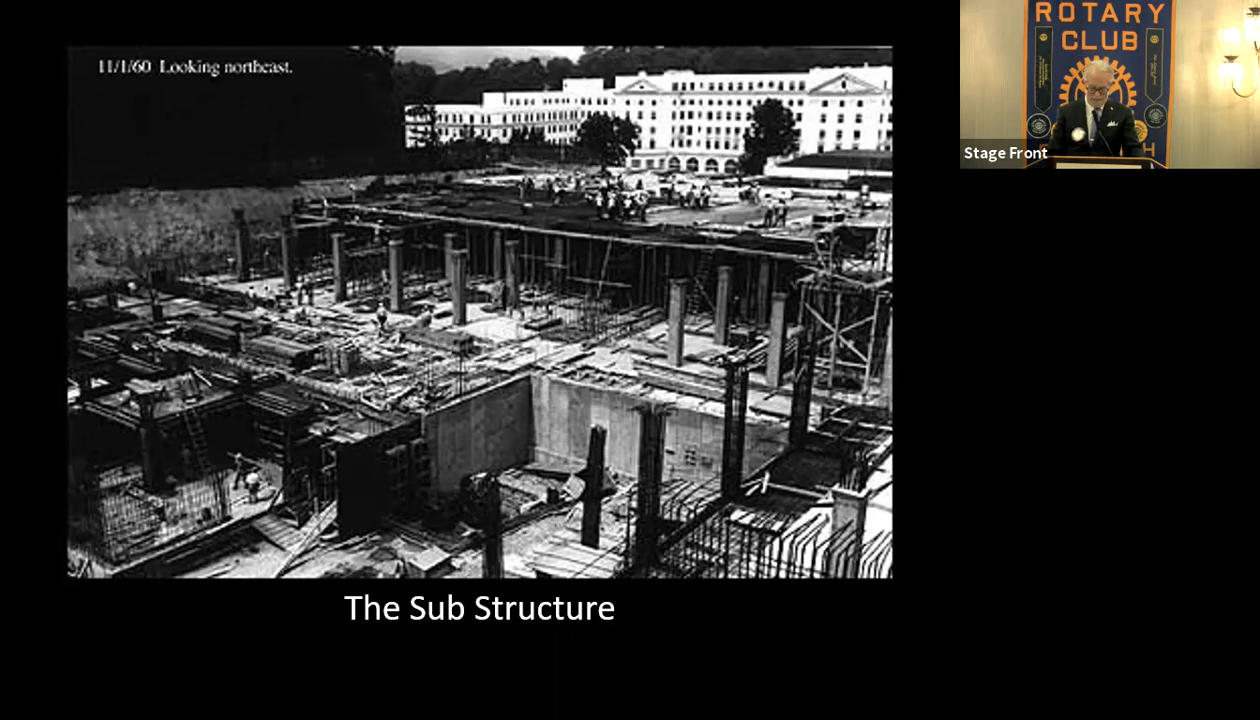 11/1/60 Looking northeast.
ROTARY
CLUB
Stage Front
The Sub Structure